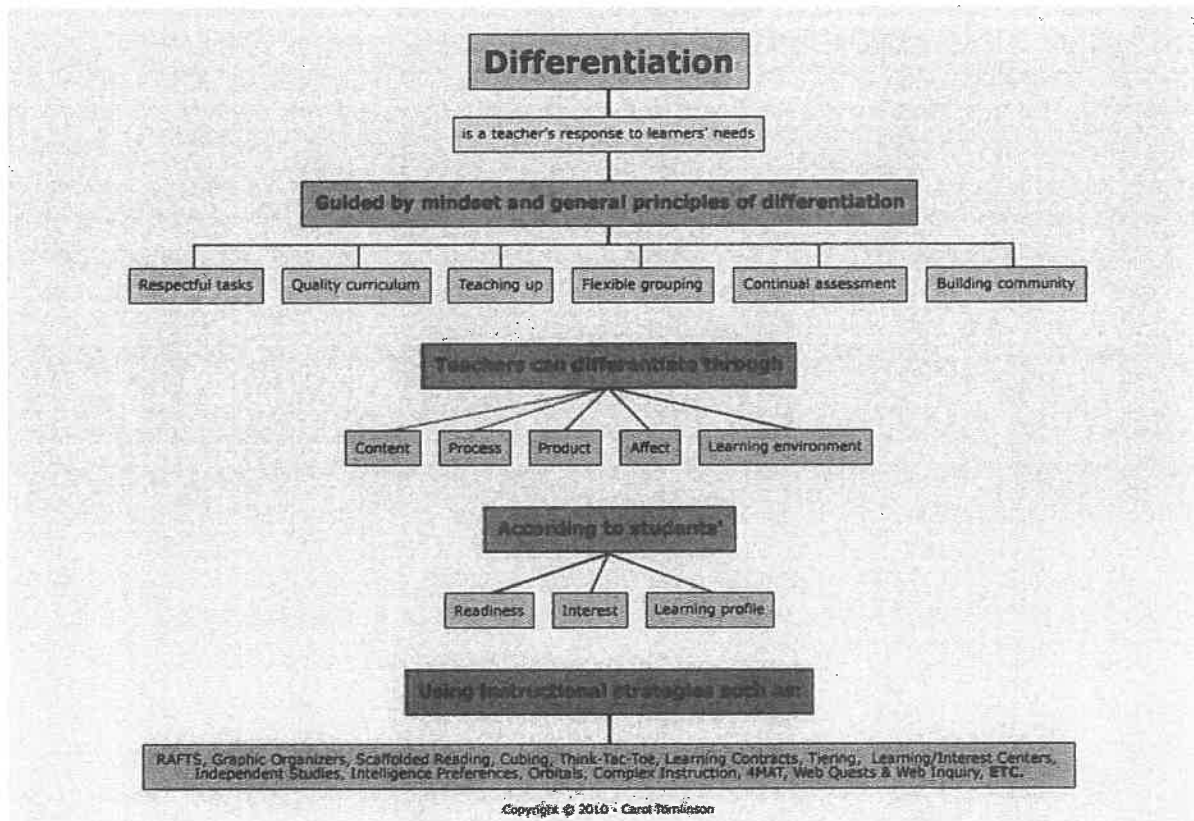 Differentiation
is a teacher's response to learners' needs
Guided by mindset and general principles of differentiation
Respectful tasks Quality curriculum Teaching up Flexible grouping Continual assessment Building community
Teachers can differentiate through
Content Process Product Affect Learning environment
According to students'
Readiness Interest Learning profile
Using instructional strategies such as:
RAFTS, Graphic Organizers, Scaffolded Reading, Cubing, Think-Tac-Toe, Learning Contracts, Tiering, Learning/Interest Centers,
Independent Studies, Intelligence Preferences, Orbitals, Complex Instruction, 4MAT, Web Quests & Web Inquiry, ETC.
Copyright © 2010 - Carol Tomlinson